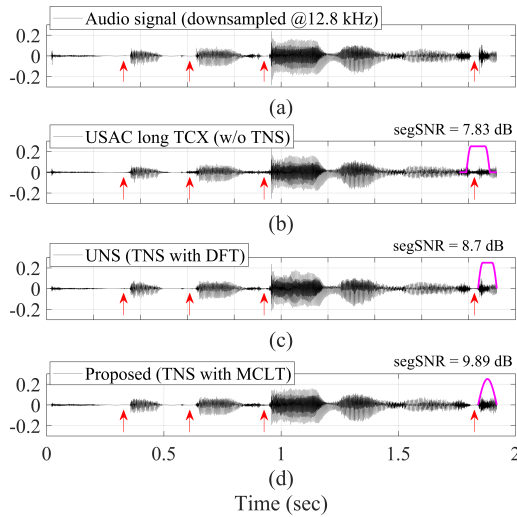 Audio signal (downsampled @12.8 kHz)
0.2
0
-0.2
(a)
USAC long TCX (w/o TNS)
segSNR = 7.83 dB
0.2
0
-0.2
(b)
UNS (TNS with DFT)
segSNR = 8.7 dB
0.2
0
-0.2
(c)
Proposed (TNS with MCLT)
segSNR = 9.89 dB
0.2
0
-0.2
0 0.5 1 1.5 2
(d)
Time (sec)